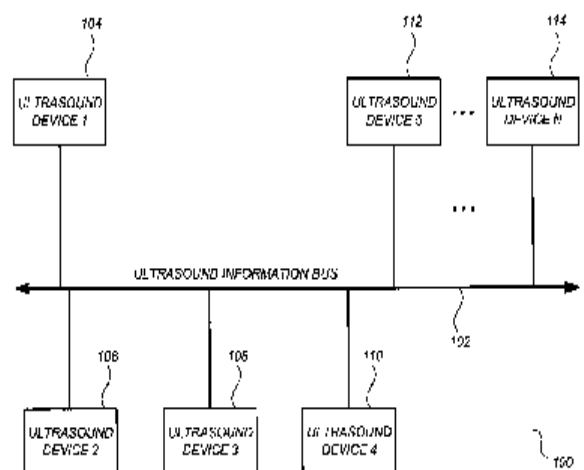 104
112
114
ULTRASOUND
DEVICE 1
ULTRASOUND
DEVICE 5
...
ULTRASOUND
DEVICE N
...
ULTRASOUND INFORMATION BUS
102
106
108
110
ULTRASOUND
DEVICE 2
ULTRASOUND
DEVICE 3
ULTRASOUND
DEVICE 4
100